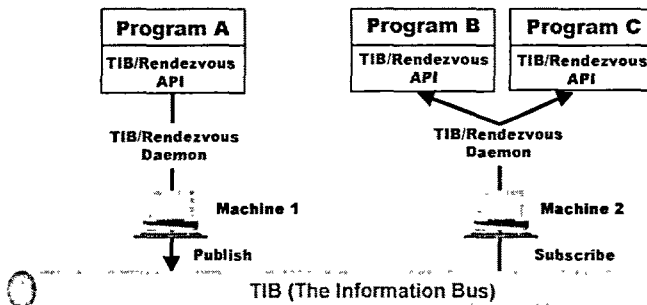 Program A
TIB/Rendezvous
API
Program B
TIB/Rendezvous
API
Program C
TIB/Rendezvous
API
TIB/Rendezvous
Daemon
TIB/Rendezvous
Daemon
Machine 1
Machine 2
Publish
Subscribe
TIB (The Information Bus)